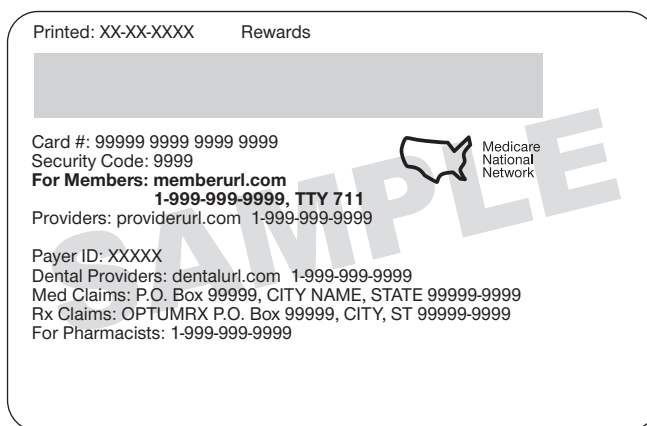 Printed: XX-XX-XXXX Rewards
Card #: 99999 9999 9999 9999
Security Code: 9999
For Members: memberurl.com
1-999-999-9999, TTY 711
Providers: providerurl.com 1-999-999-9999
Medicare
National
Network
Payer ID: XXXXX
Dental Providers: dentalurl.com 1-999-999-9999
Med Claims: P.O. Box 99999, CITY NAME, STATE 99999-9999
Rx Claims: OPTUMRX P.O. Box 99999, CITY, ST 99999-9999
For Pharmacists: 1-999-999-9999
SAMPLE